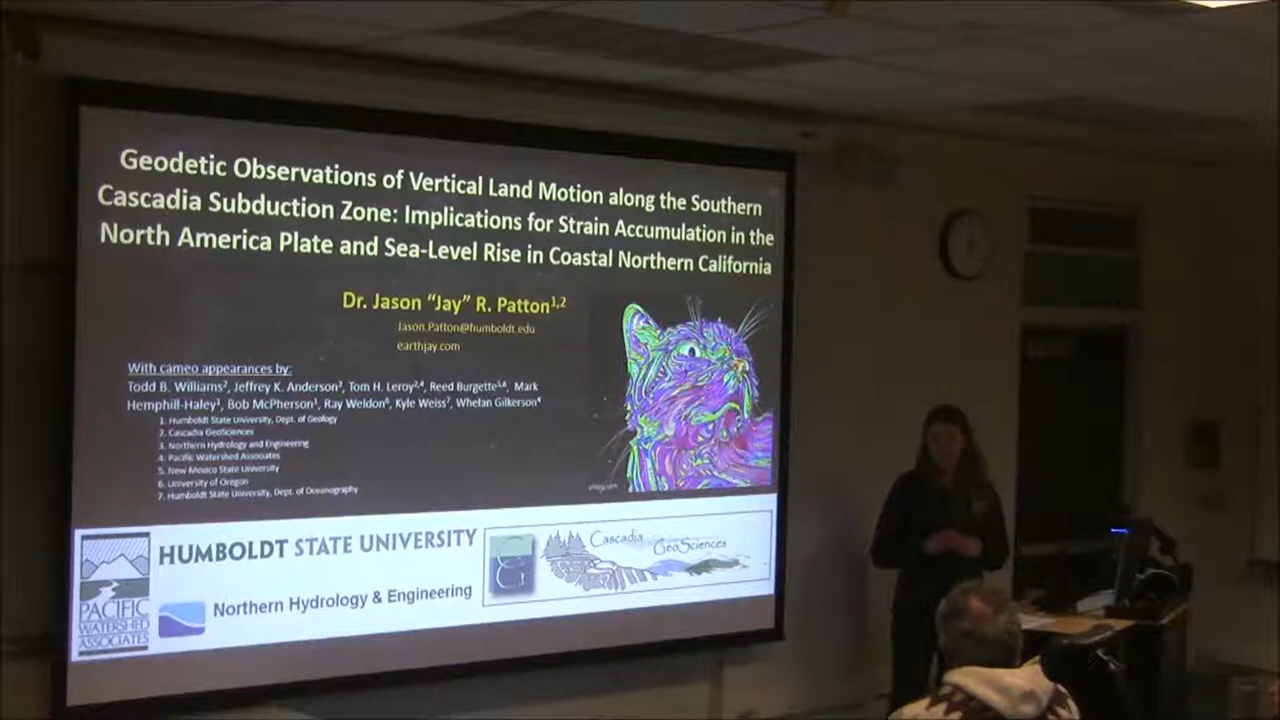 Geodetic Observations of Vertical Land Motion along the Southern
Cascadia Subduction Zone: Implications for Strain Accumulation in the
North America Plate and Sea-Level Rise in Coastal Northern California
Dr. Jason “Jay” R. Patton1,2
Jason.Patton@humboldt.edu
earthjay.com
With cameo appearances by:
Todd B. Williams2, Jeffrey K. Anderson3, Tom H. Leroy2,4, Reed Burgette5,6, Mark
Hemphill-Haley1, Bob McPherson1, Ray Weldon6, Kyle Weiss7, Whelan Gilkerson4
1. Humboldt State University, Dept. of Geology
2. Cascadia GeoSciences
3. Northern Hydrology and Engineering
4. Pacific Watershed Associates
5. New Mexico State University
6. University of Oregon
7. Humboldt State University, Dept. of Oceanography
PACIFIC
WATERSHED
ASSOCIATES
HUMBOLDT STATE UNIVERSITY
Northern Hydrology & Engineering
Cascadia
GeoSciences